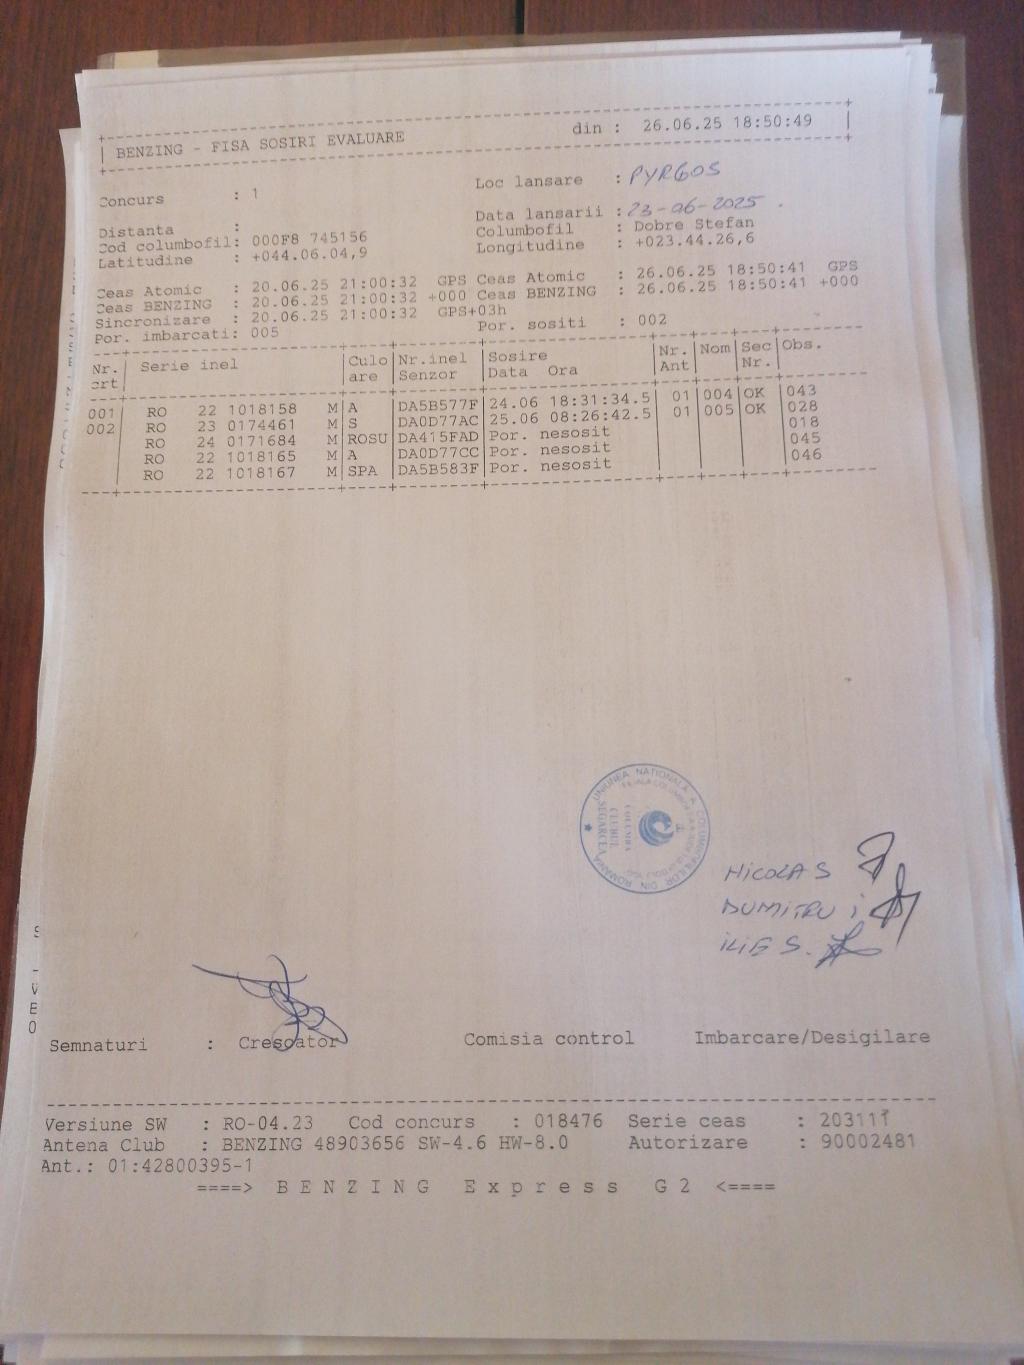 BENZING - FISA SOSIRI EVALUARE din : 26.06.25 18:50:49
Concurs : 1 Loc lansare : PYRGOS
Data lansarii : 23-06-2025.
Distanta : Columbofil : Dobre Stefan
Cod columbofil: 000F8 745156 Longitudine : +023.44.26,6
Latitudine : +044.06.04,9
Ceas Atomic : 20.06.25 21:00:32 GPS Ceas Atomic : 26.06.25 18:50:41 GPS
Ceas BENZING : 20.06.25 21:00:32 +000 Ceas BENZING : 26.06.25 18:50:41 +000
Sincronizare : 20.06.25 21:00:32 GPS+03h
Por. imbarcati: 005 Por. sositi : 002
Nr. Serie inel Culo Nr.inel Sosire Nr. Nom Sec Obs.
crt are Senzor Data Ora Ant Nr.
001 RO 22 1018158 M A DA5B577F 24.06 18:31:34.5 01 004 OK 043
002 RO 23 0174461 M S DA0D77AC 25.06 08:26:42.5 01 005 OK 028
RO 24 0171684 M ROSU DA415FAD Por. nesosit 018
RO 22 1018165 M A DA0D77CC Por. nesosit 045
RO 22 1018167 M SPA DA5B583F Por. nesosit 046
UNIUNEA NATIONALA A COLUMBOFILILOR DIN ROMANIA
CLUBUL
COLUMBA
SEGARCEA
NICOLA S
DUMITRU i
iLIE S.
Semnaturi : Crescator Comisia control Imbarcare/Desigilare
Versiune SW : RO-04.23 Cod concurs : 018476 Serie ceas : 203111
Antena Club : BENZING 48903656 SW-4.6 HW-8.0 Autorizare : 90002481
Ant.: 01:42800395-1
====> B E N Z I N G E x p r e s s G 2 <====